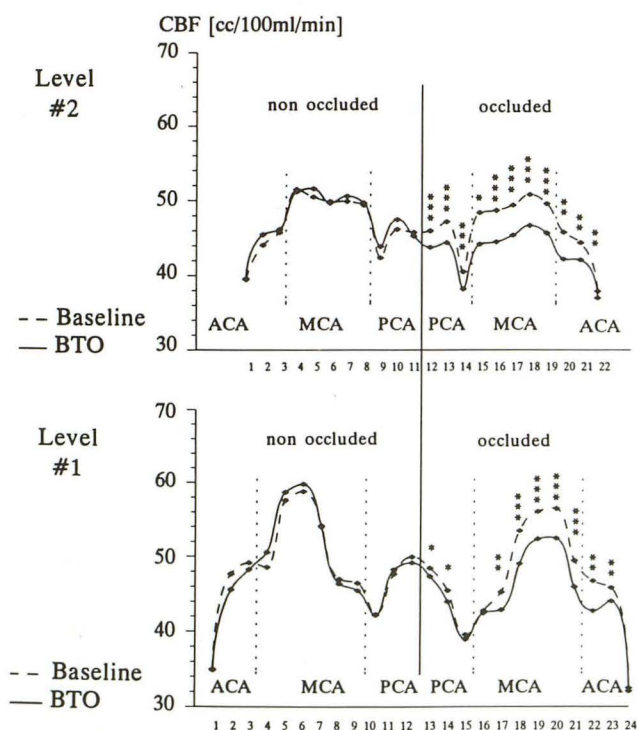 CBF [cc/100ml/min]
70
Level
#2
non occluded
occluded
60
50
40
-- Baseline
— BTO
ACA MCA PCA PCA MCA ACA
30
1 2 3 4 5 6 7 8 9 10 11 12 13 14 15 16 17 18 19 20 21 22
70
Level
#1
non occluded
occluded
60
50
40
-- Baseline
— BTO
ACA MCA PCA PCA MCA ACA
30
1 2 3 4 5 6 7 8 9 10 11 12 13 14 15 16 17 18 19 20 21 22 23 24